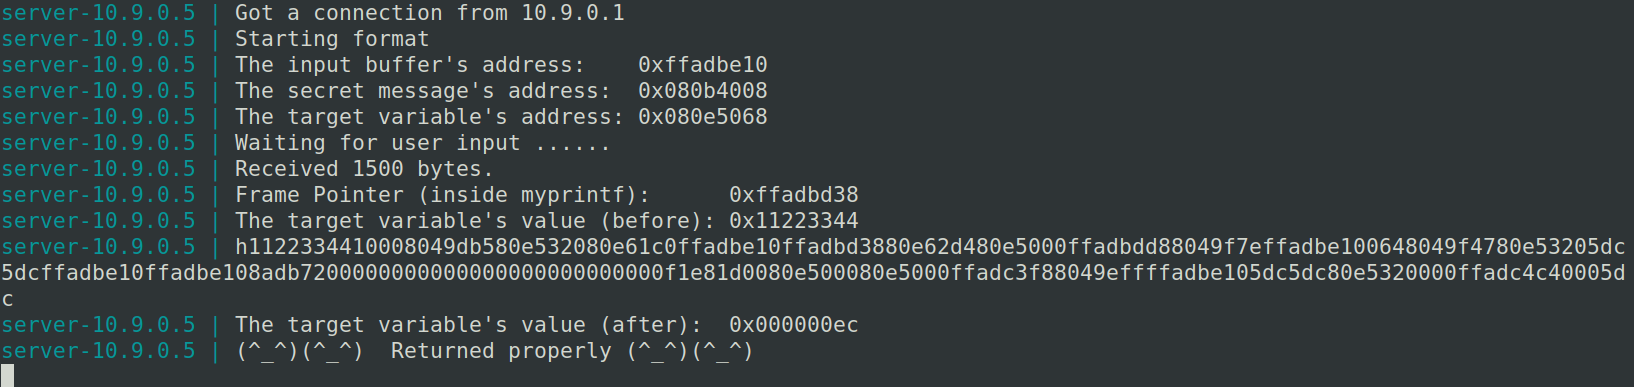 server-10.9.0.5 | Got a connection from 10.9.0.1
server-10.9.0.5 | Starting format
server-10.9.0.5 | The input buffer's address:    0xffadbe10
server-10.9.0.5 | The secret message's address:  0x080b4008
server-10.9.0.5 | The target variable's address: 0x080e5068
server-10.9.0.5 | Waiting for user input ......
server-10.9.0.5 | Received 1500 bytes.
server-10.9.0.5 | Frame Pointer (inside myprintf):      0xffadbd38
server-10.9.0.5 | The target variable's value (before): 0x11223344
server-10.9.0.5 | h1122334410008049db580e532080e61c0ffadbe10ffadbd3880e62d480e5000ffadbdd88049f7effadbe100648049f4780e53205dc
5dcffadbe10ffadbe108adb7200000000000000000000000000f1e81d0080e500080e5000ffadc3f88049effffadbe105dc5dc80e5320000ffadc4c40005d
c
server-10.9.0.5 | The target variable's value (after):  0x000000ec
server-10.9.0.5 | (^_^)(^_^)  Returned properly (^_^)(^_^)